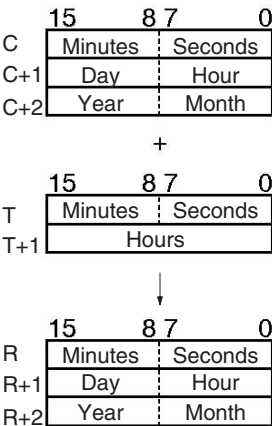 15 8 7 0
C Minutes Seconds
C+1 Day Hour
C+2 Year Month
+
15 8 7 0
T Minutes Seconds
T+1 Hours
15 8 7 0
R Minutes Seconds
R+1 Day Hour
R+2 Year Month